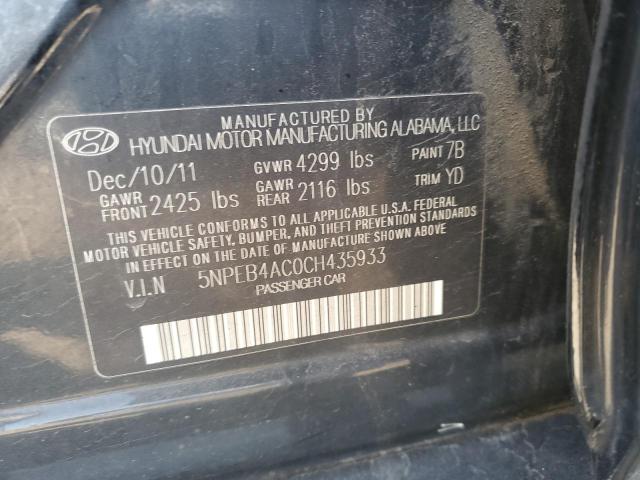 MANUFACTURED BY
HYUNDAI MOTOR MANUFACTURING ALABAMA, LLC
Dec/10/11 GVWR 4299 lbs PAINT 7B
GAWR FRONT 2425 lbs GAWR REAR 2116 lbs TRIM YD
THIS VEHICLE CONFORMS TO ALL APPLICABLE U.S.A. FEDERAL
MOTOR VEHICLE SAFETY, BUMPER, AND THEFT PREVENTION STANDARDS
IN EFFECT ON THE DATE OF MANUFACTURE SHOWN ABOVE
V.I.N 5NPEB4AC0CH435933
PASSENGER CAR